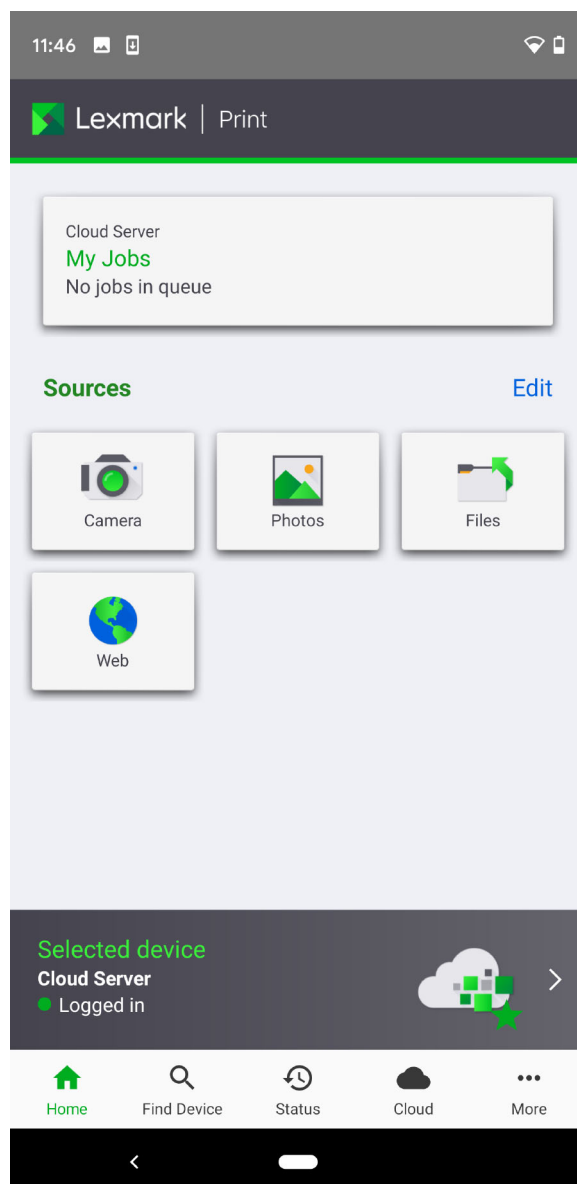 11:46
Lexmark | Print
Cloud Server
My Jobs
No jobs in queue
Sources
Edit
Camera
Photos
Files
Web
Selected device
Cloud Server
Logged in
Home
Find Device
Status
Cloud
More